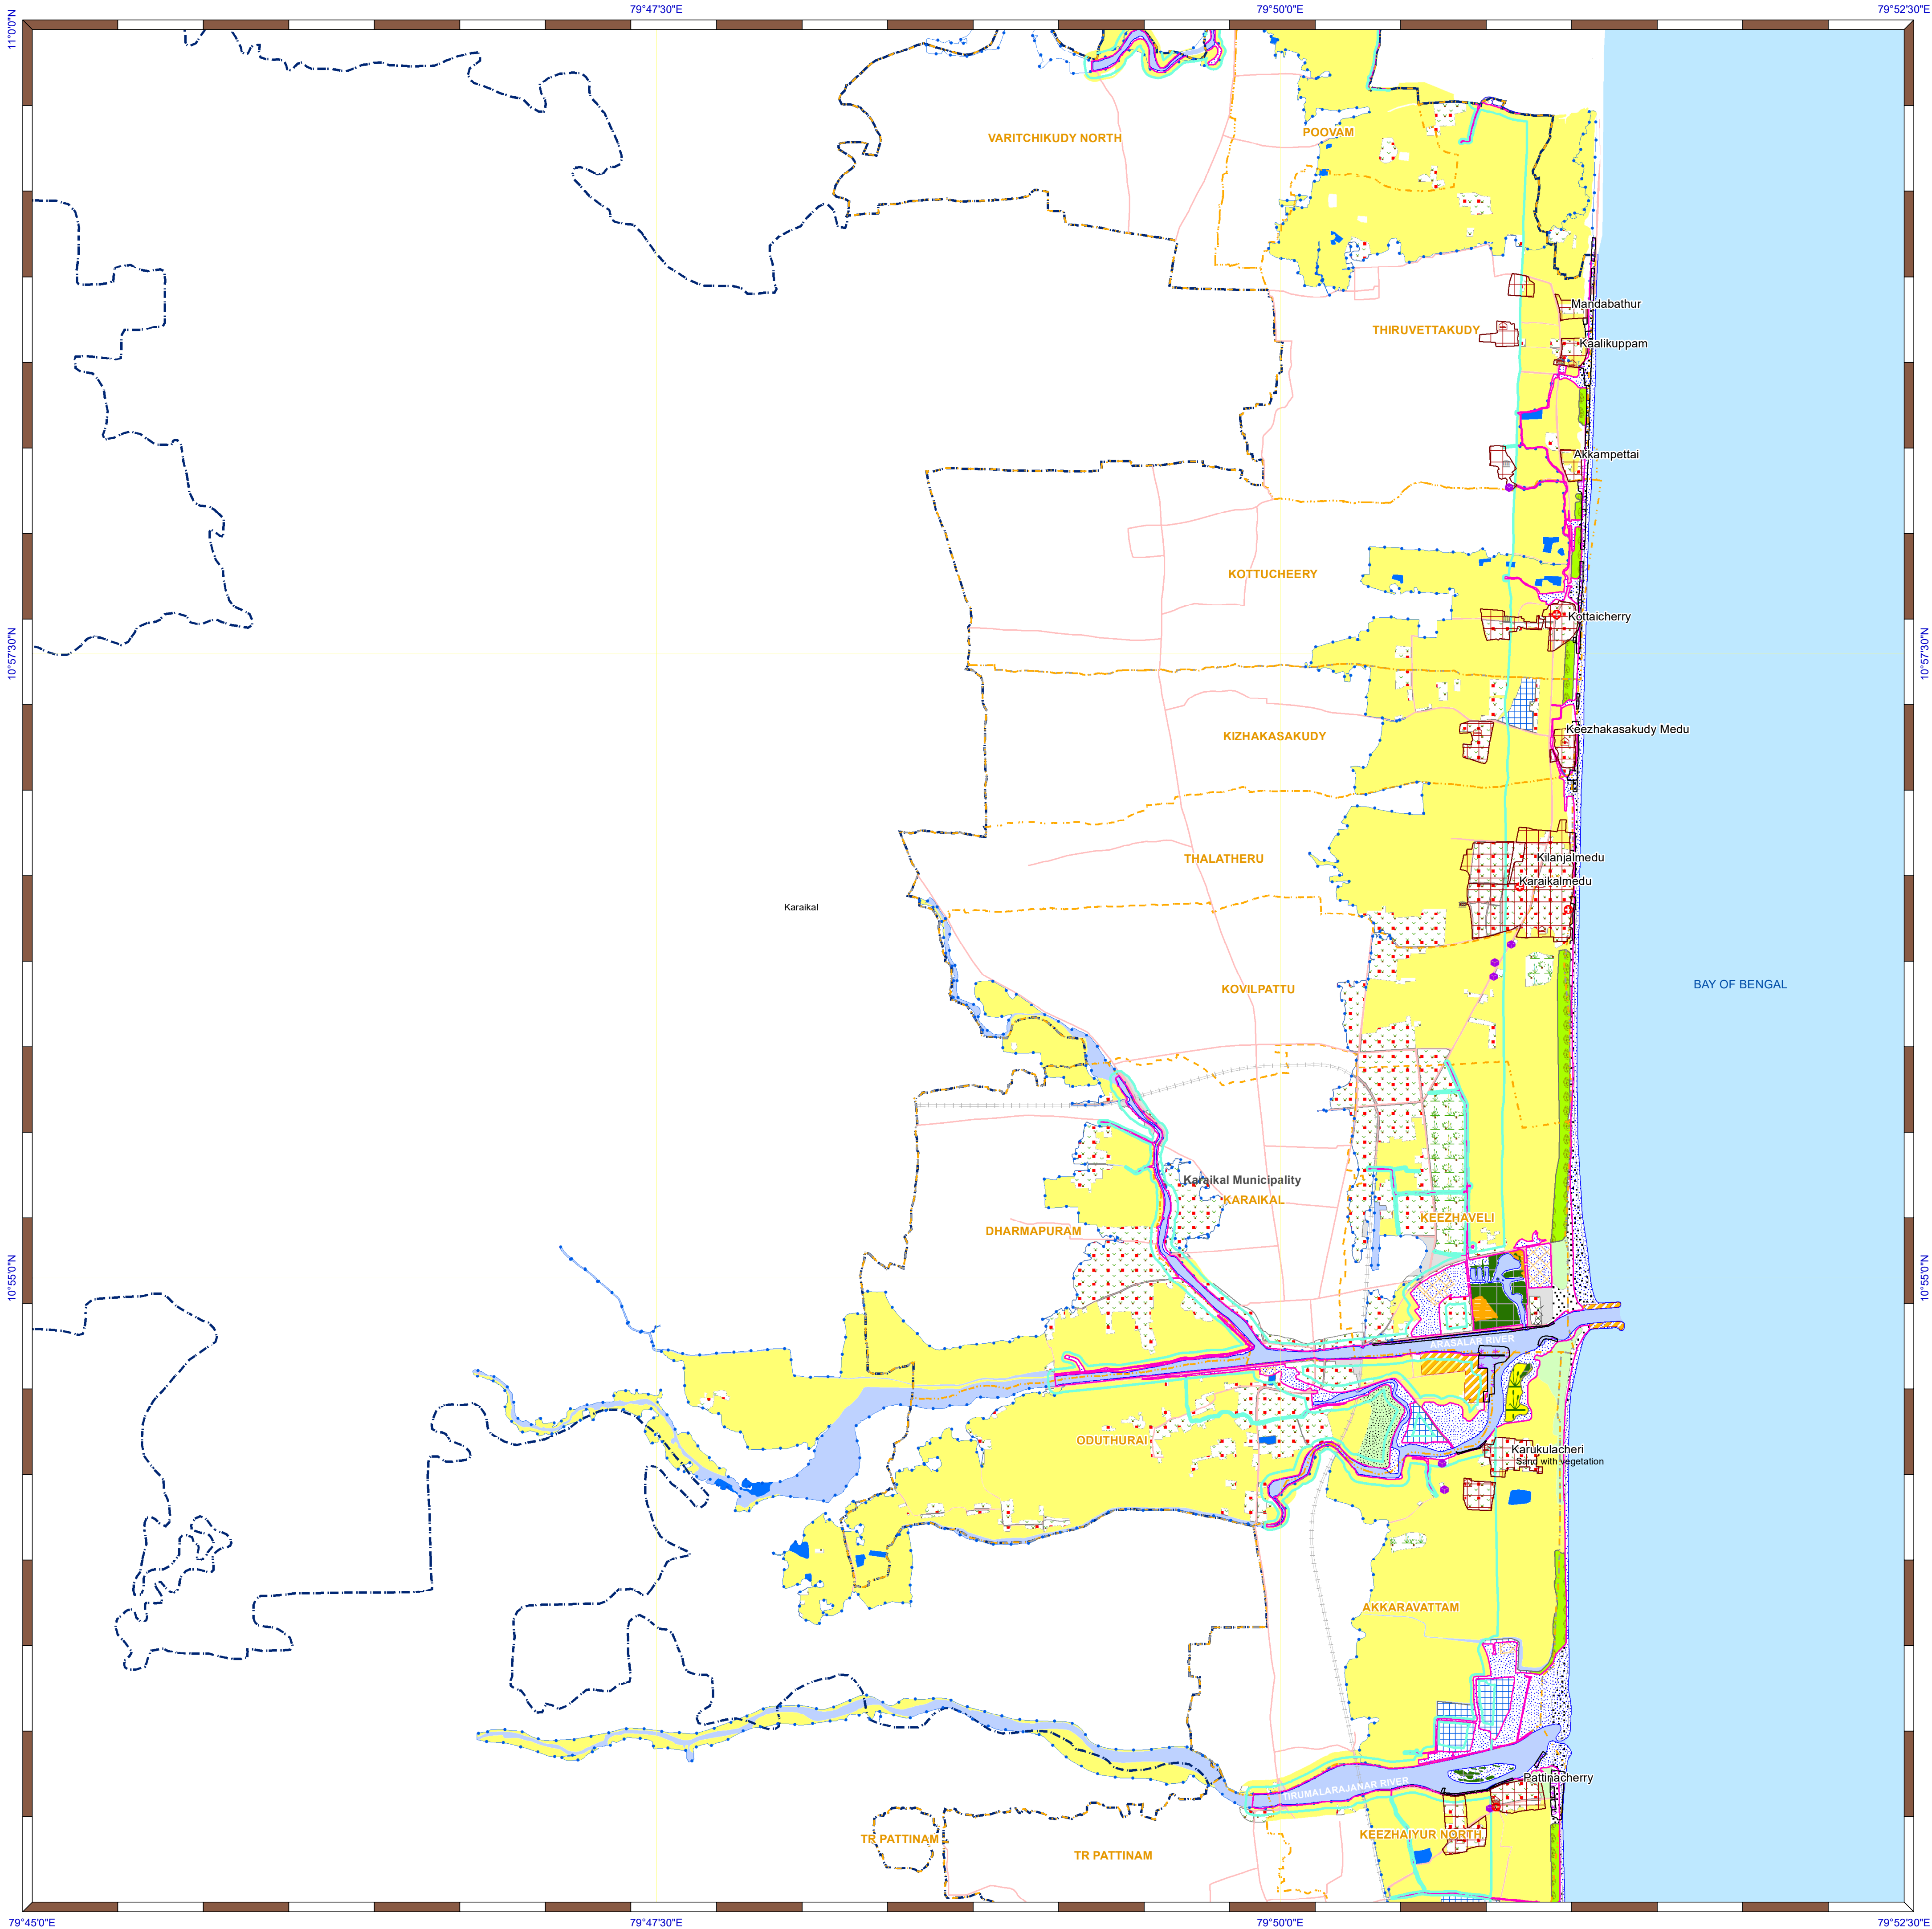 79°47'30"E
79°50'0"E
79°52'30"E
11°0'0"N
VARITCHIKUDY NORTH
POOVAM
Mandabathur
THIRUVETTAKUDY
Kaalikuppam
Akkampettai
KOTTUCHEERY
Kottaicherry
10°57'30"N
10°57'30"N
Keezhakasakudy Medu
KIZHAKASAKUDY
Kilanjalmedu
THALATHERU
Karaikalmedu
Karaikal
BAY OF BENGAL
KOVILPATTU
Karaikal Municipality
KARAIKAL
KEEZHAVELI
DHARMAPURAM
10°55'0"N
10°55'0"N
ARASALAR RIVER
ODUTHURAI
Karukulacheri
Sand with vegetation
AKKARAVATTAM
Pattinacherry
TIRUMALARAJANAR RIVER
KEEZHAIYUR NORTH
TR PATTINAM
TR PATTINAM
79°45'0"E
79°47'30"E
79°50'0"E
79°52'30"E